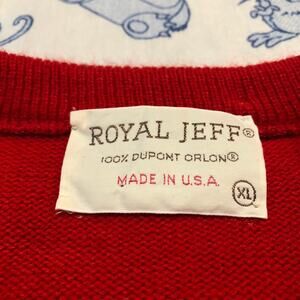 ROYAL JEFF®
100% DUPONT ORLON®
MADE IN U.S.A.
XL